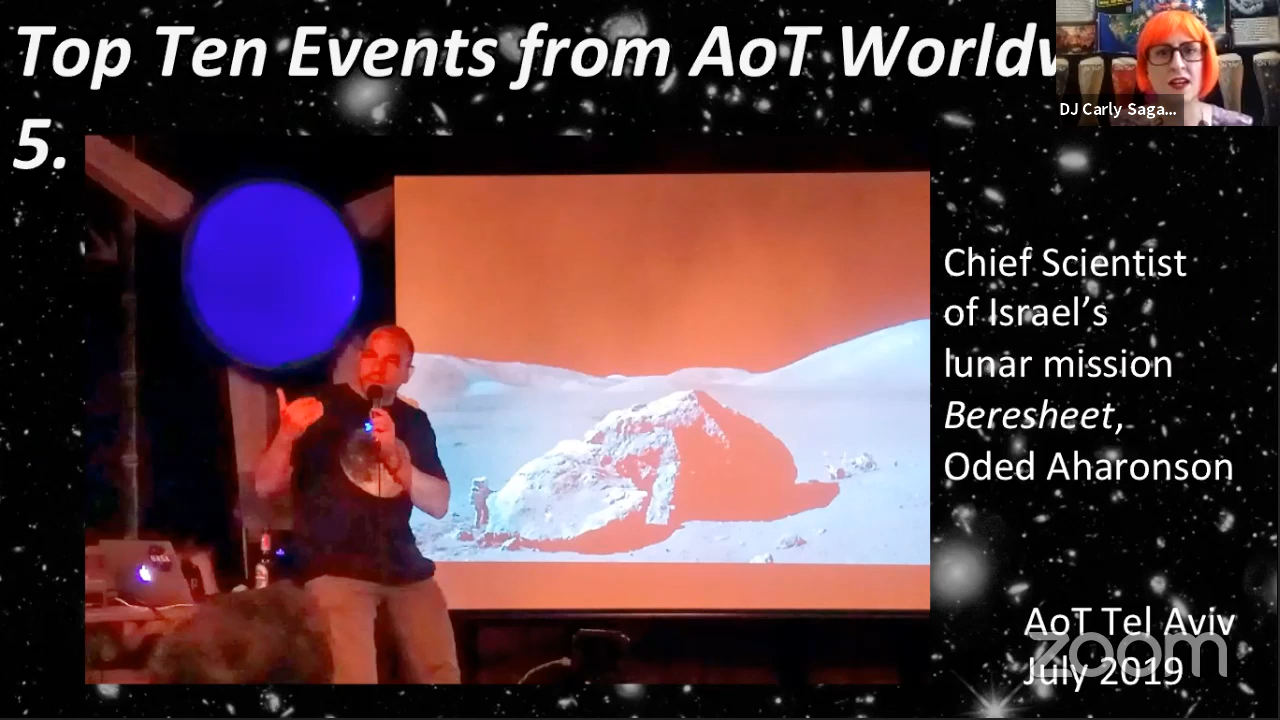 Top Ten Events from AoT Worldw
DJ Carly Saga...
5.
Chief Scientist
of Israel’s
lunar mission
Beresheet,
Oded Aharonson
AoT Tel Aviv
July 2019
zoom